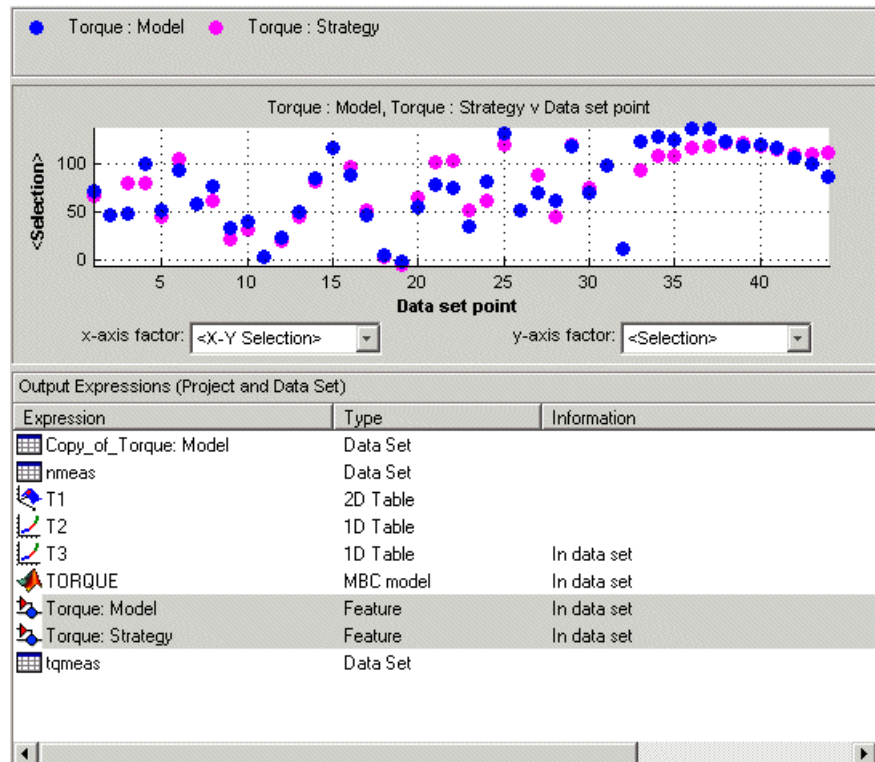 Torque : Model Torque : Strategy
Torque : Model, Torque : Strategy v Data set point
<Selection>
100
50
0
5 10 15 20 25 30 35 40
Data set point
x-axis factor: <X-Y Selection> y-axis factor: <Selection>
Output Expressions (Project and Data Set)
Expression Type Information
Copy_of_Torque: Model Data Set
nmeas Data Set
T1 2D Table
T2 1D Table
T3 1D Table In data set
TORQUE MBC model In data set
Torque: Model Feature In data set
Torque: Strategy Feature In data set
tqmeas Data Set